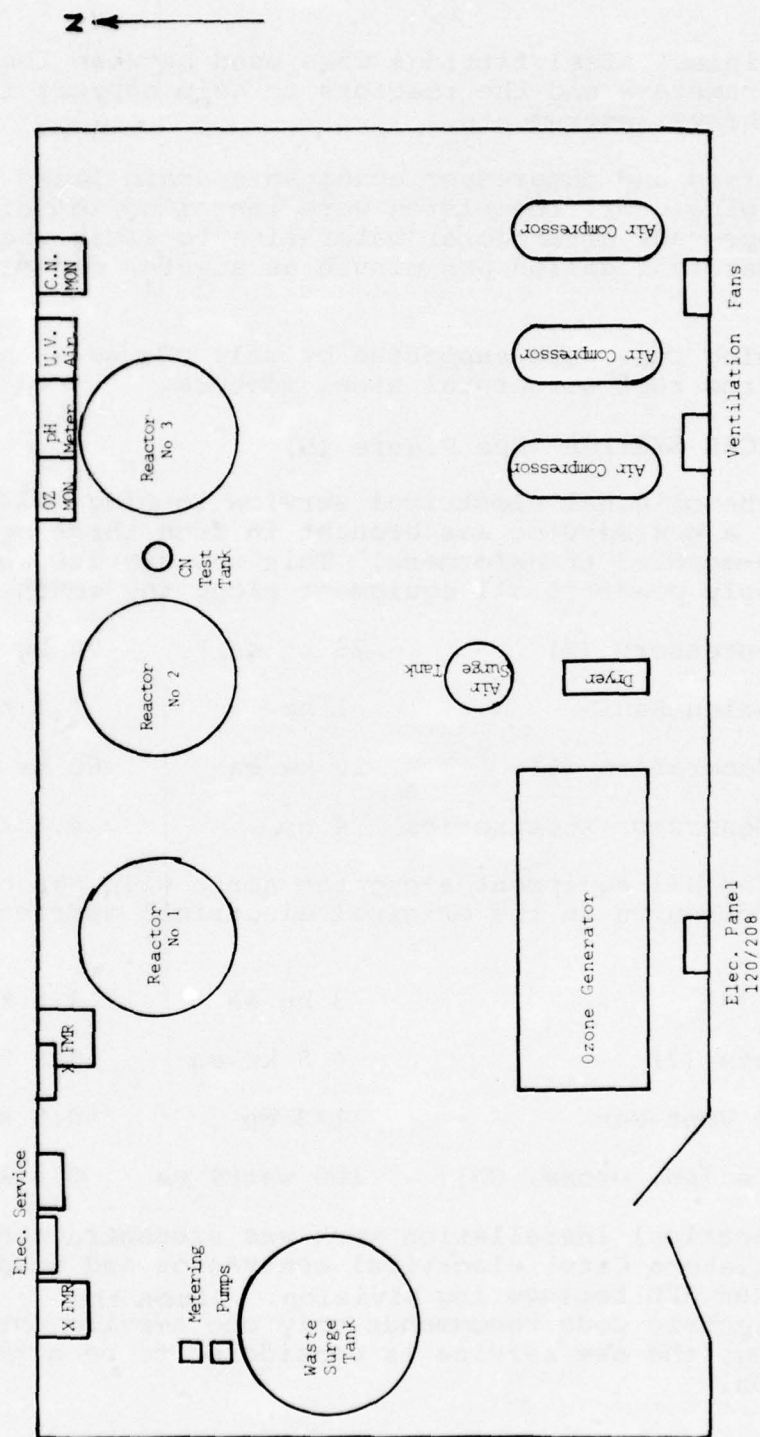 N
Elec. Service
X FMR
X FMR
OZ
MON
pH
Meter
U.V.
Air
C.N.
MON
Metering
Pumps
Waste
Surge
Tank
Reactor
No 1
Reactor
No 2
CN
Test
Tank
Reactor
No 3
Ozone Generator
Air
Surge
Tank
Dryer
Air Compressor
Air Compressor
Air Compressor
Elec. Panel
120/208
Ventilation Fans